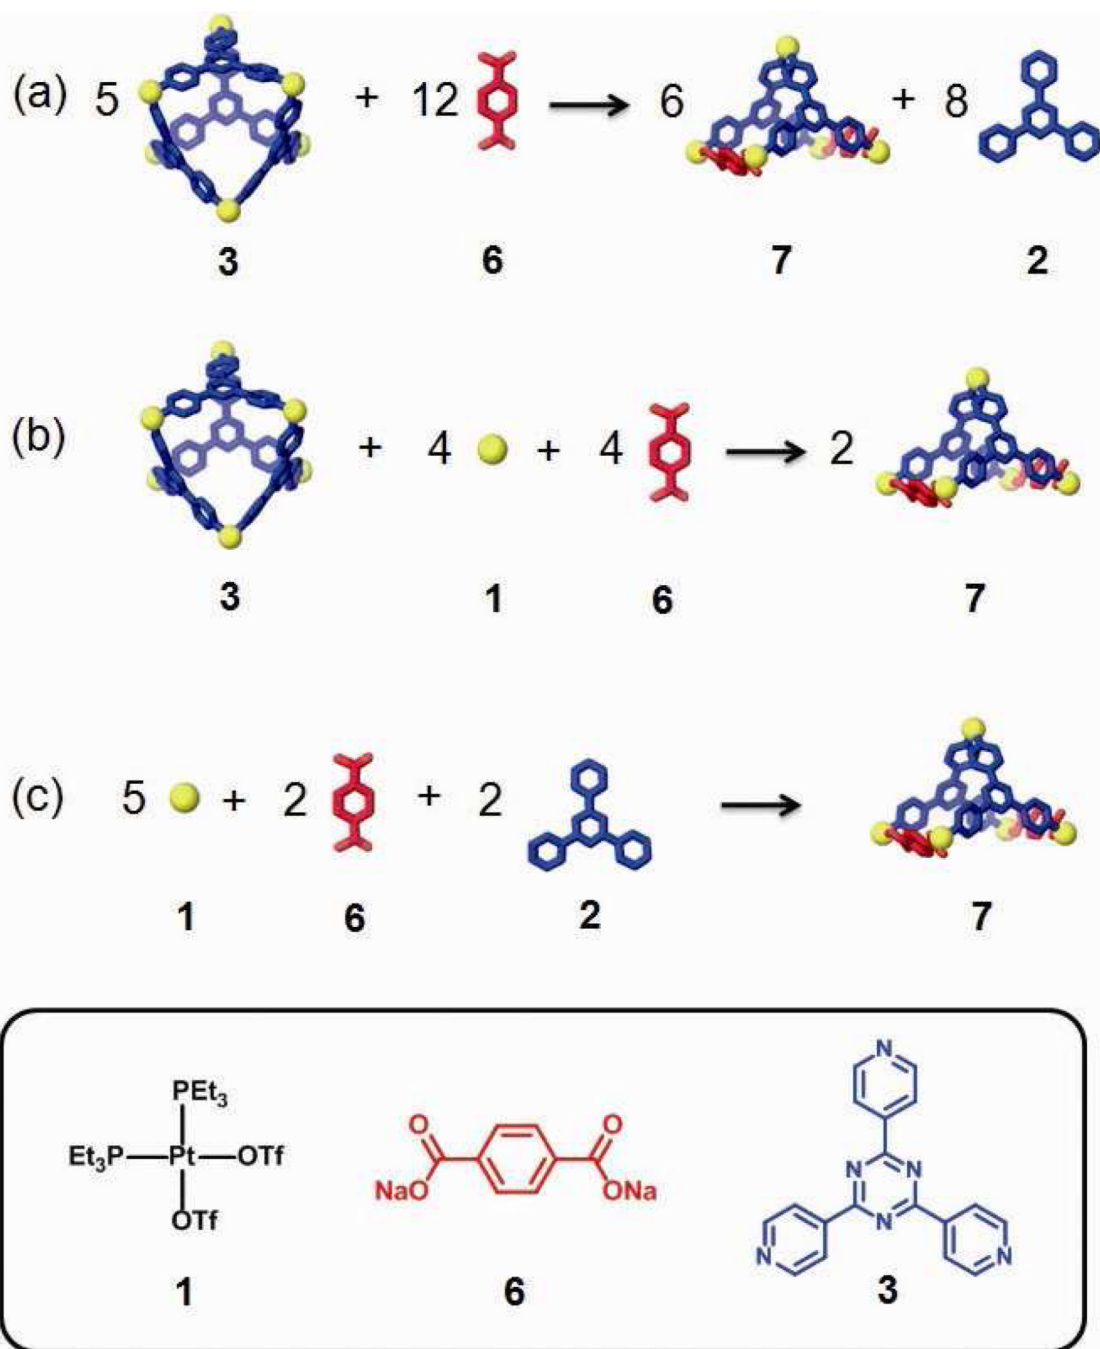 (a) 5 + 12 6 + 8
3 6 7 2
(b) + 4 + 4 2
3 1 6 7
(c) 5 + 2 + 2
1 6 2 7
PEt3
Et3P Pt OTf
OTf
O O
NaO ONa
N
N N
N
N N
1 6 3